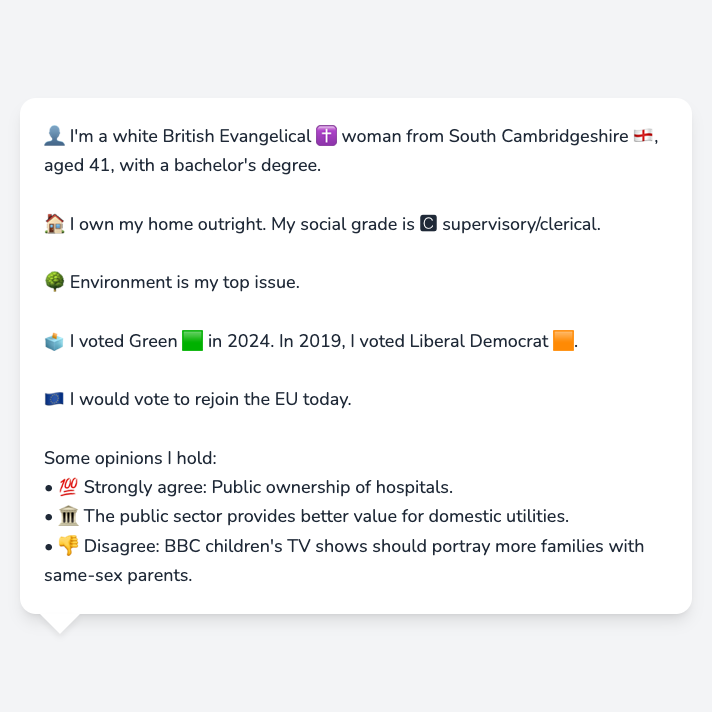 👤 I'm a white British Evangelical ✝️ woman from South Cambridgeshire 🏴󠁧󠁢󠁥󠁮󠁧󠁿,
aged 41, with a bachelor's degree.
🏠 I own my home outright. My social grade is 🅲 supervisory/clerical.
🌳 Environment is my top issue.
🗳️ I voted Green 🟩 in 2024. In 2019, I voted Liberal Democrat 🟧.
🇪🇺 I would vote to rejoin the EU today.
Some opinions I hold:
• 💯 Strongly agree: Public ownership of hospitals.
• 🏛️ The public sector provides better value for domestic utilities.
• 👎 Disagree: BBC children's TV shows should portray more families with
same-sex parents.